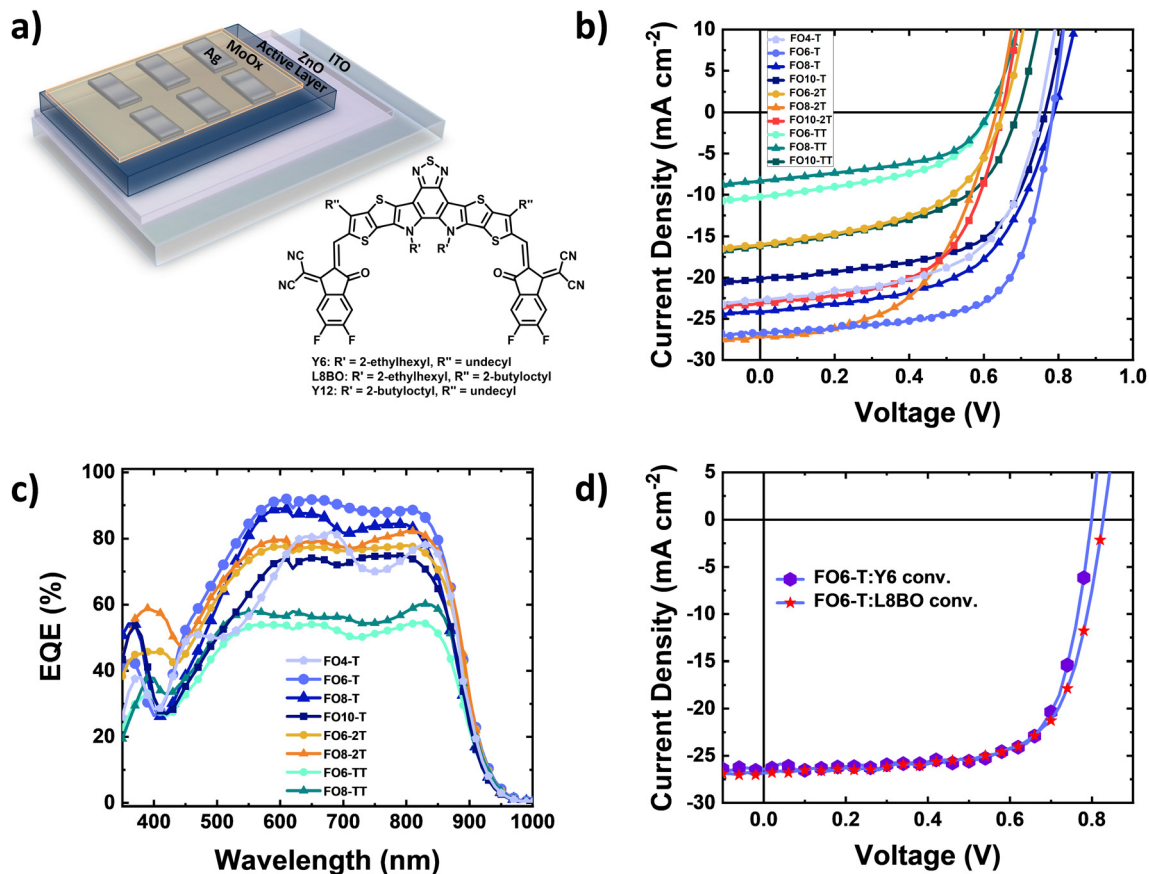 a)
Ag
MoOx
Active Layer
ZnO
ITO
S
N N
S S
R" R"
S N N S
R' R'
NC CN
NC O O CN
F F F F
Y6: R' = 2-ethylhexyl, R" = undecyl
L8BO: R' = 2-ethylhexyl, R" = 2-butyloctyl
Y12: R' = 2-butyloctyl, R" = undecyl
b)
10
5
0
-5
-10
-15
-20
-25
-30
Current Density (mA cm⁻²)
FO4-T
FO6-T
FO8-T
FO10-T
FO6-2T
FO8-2T
FO10-2T
FO6-TT
FO8-TT
FO10-TT
0.0 0.2 0.4 0.6 0.8 1.0
Voltage (V)
c)
100
80
60
40
20
0
EQE (%)
FO4-T
FO6-T
FO8-T
FO10-T
FO6-2T
FO8-2T
FO6-TT
FO8-TT
400 500 600 700 800 900 1000
Wavelength (nm)
d)
5
0
-5
-10
-15
-20
-25
-30
Current Density (mA cm⁻²)
FO6-T:Y6 conv.
FO6-T:L8BO conv.
0.0 0.2 0.4 0.6 0.8
Voltage (V)